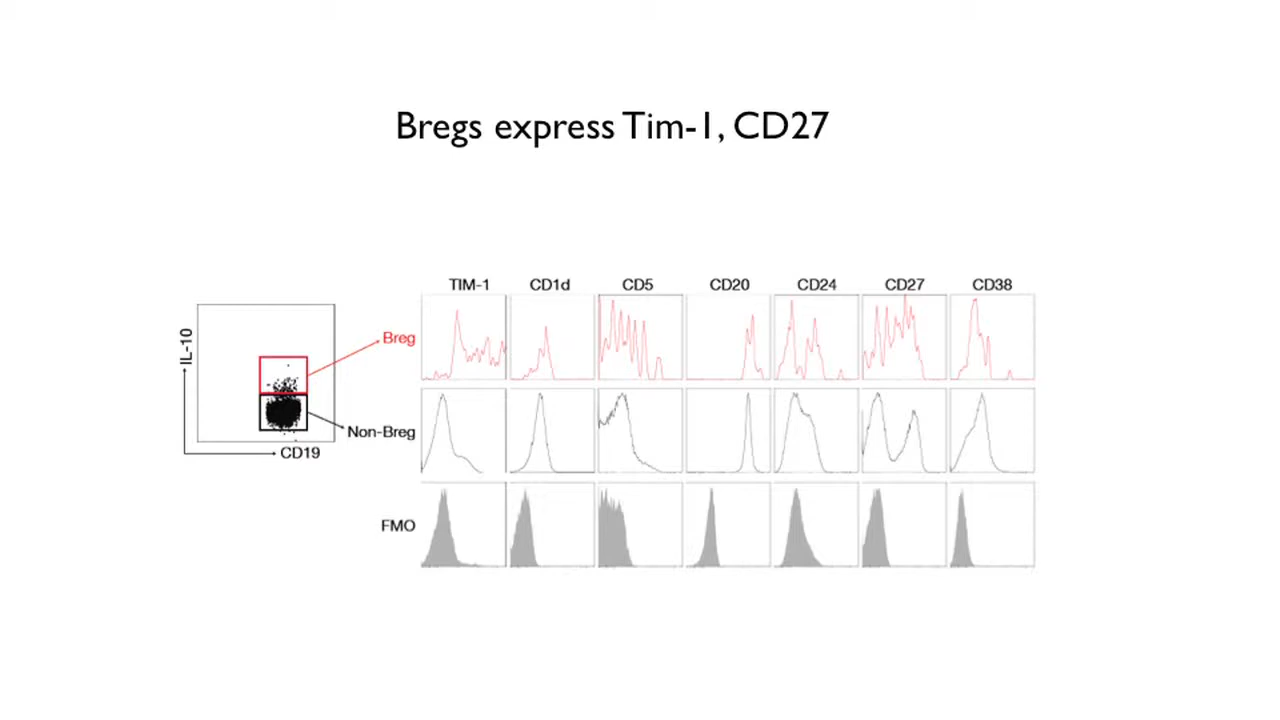 Bregs express Tim-1, CD27
TIM-1 CD1d CD5 CD20 CD24 CD27 CD38
IL-10
Breg
Non-Breg
CD19
FMO